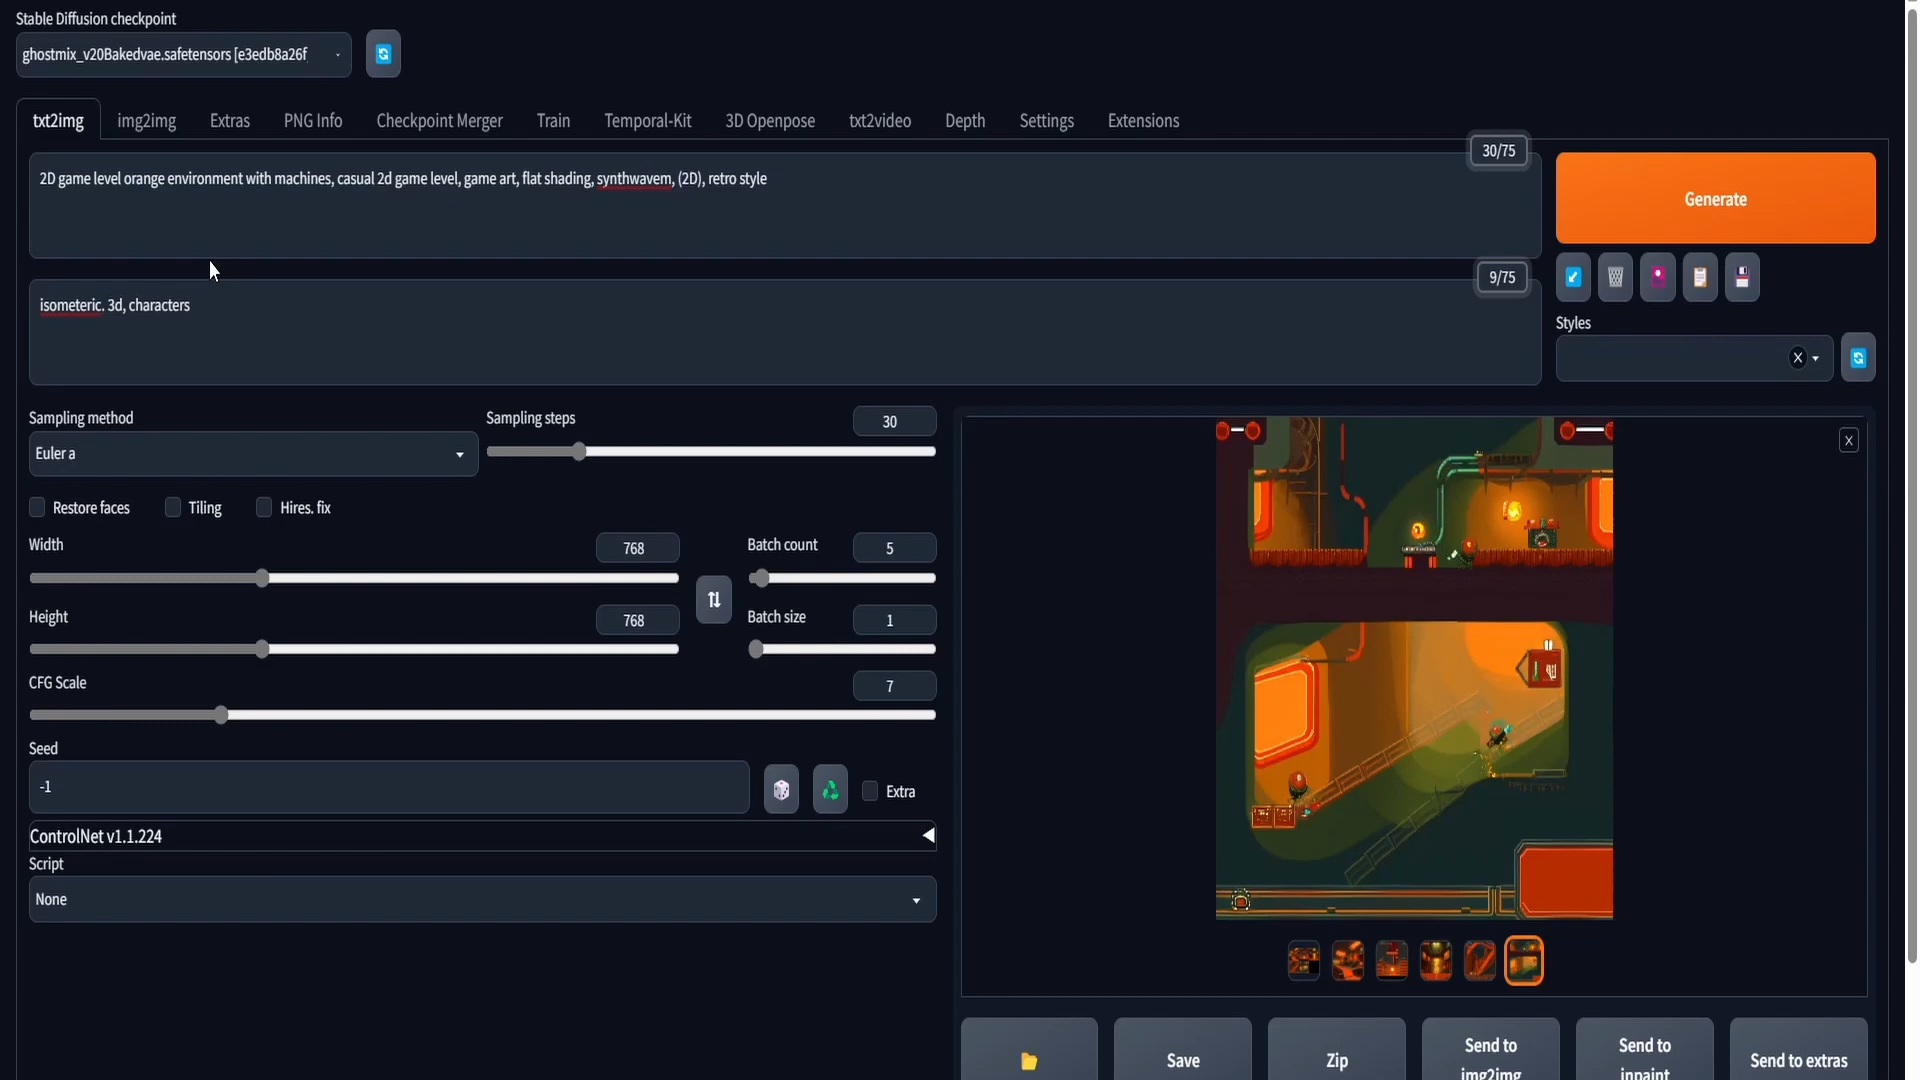 Stable Diffusion checkpoint
ghostmix_v20Bakedvae.safetensors [e3edb8a26f
txt2img img2img Extras PNG Info Checkpoint Merger Train Temporal-Kit 3D Openpose txt2video Depth Settings Extensions
30/75
2D game level orange environment with machines, casual 2d game level, game art, flat shading, synthwavem, (2D), retro style
Generate
9/75
isometeric. 3d, characters
Styles
X
Sampling method
Sampling steps
30
Euler a
X
Restore faces
Tiling
Hires. fix
Width
768
Batch count
5
Height
768
Batch size
1
CFG Scale
7
Seed
-1
Extra
ControlNet v1.1.224
Script
None
Save
Zip
Send to
img2img
Send to
inpaint
Send to extras